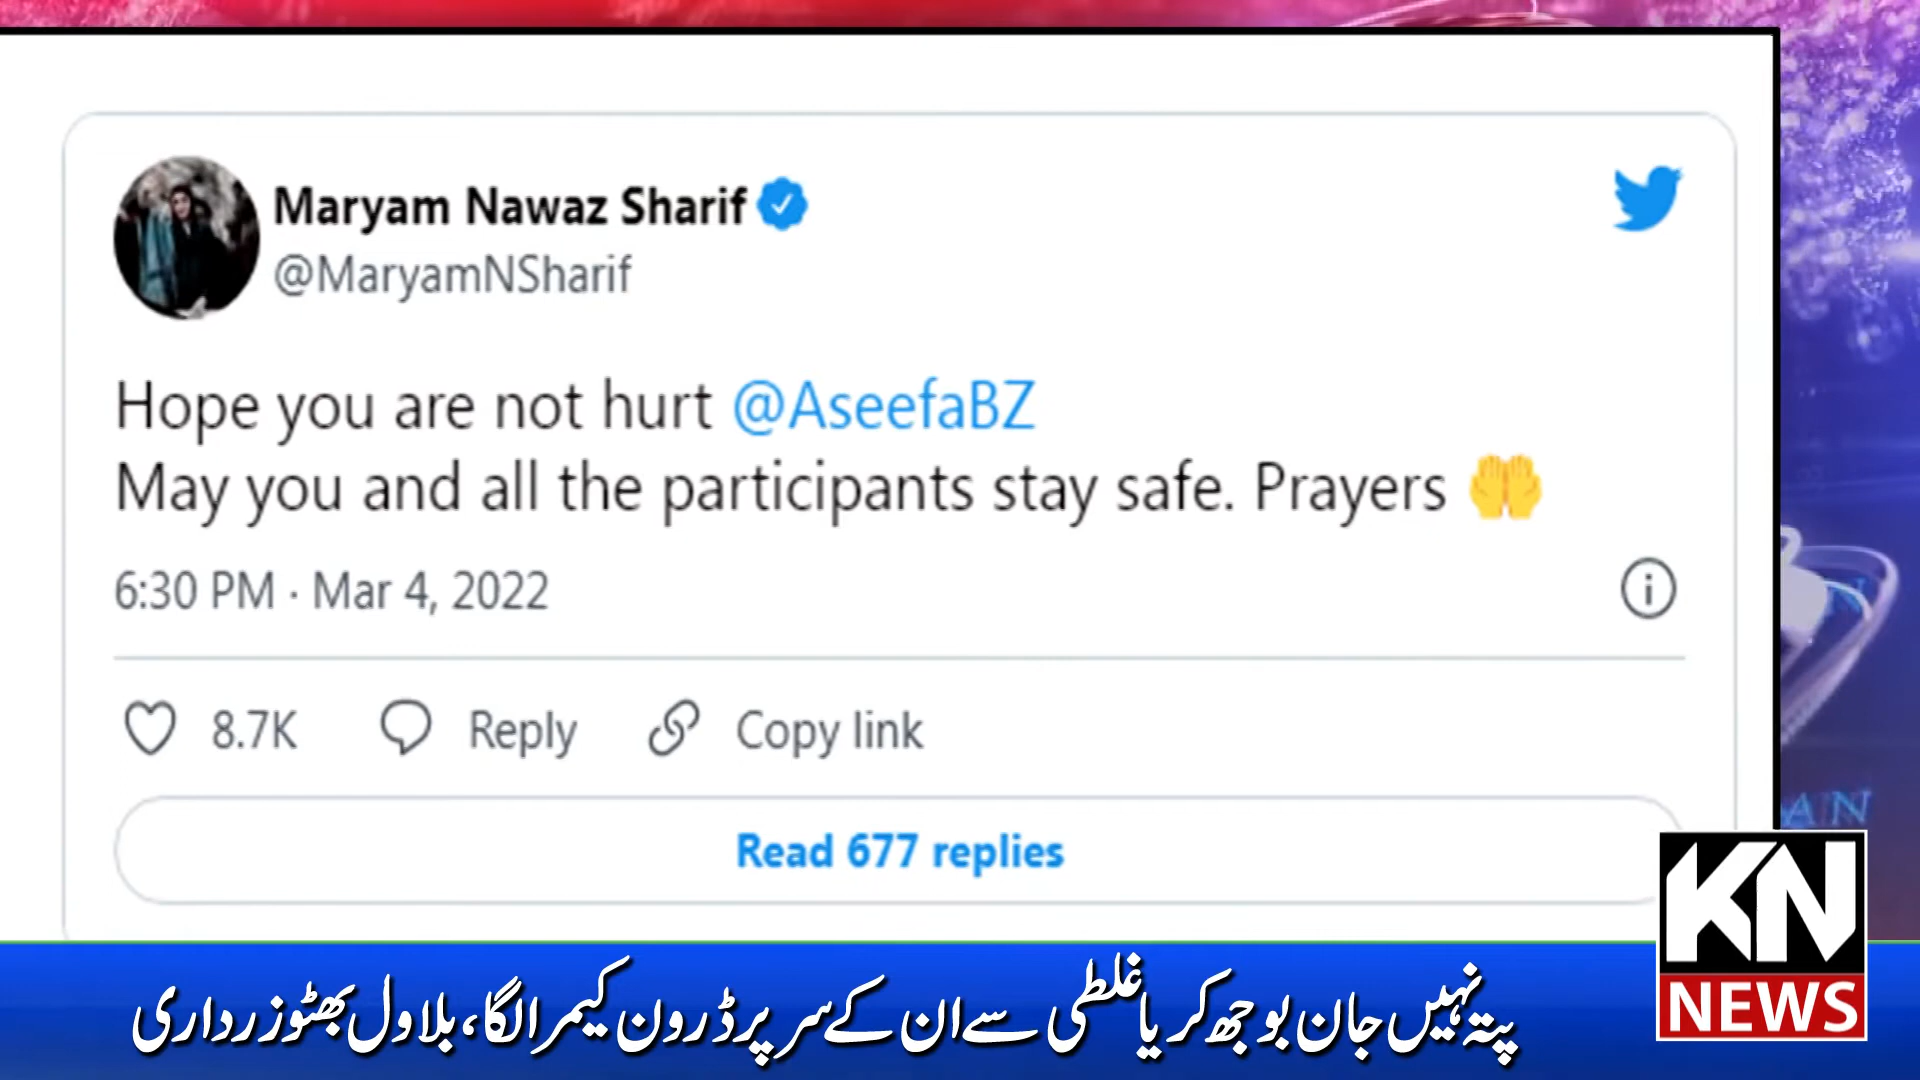 Maryam Nawaz Sharif
@MaryamNSharif
Hope you are not hurt @AseefaBZ
May you and all the participants stay safe. Prayers 🤲
6:30 PM · Mar 4, 2022
8.7K Reply Copy link
Read 677 replies
AN
KN
NEWS
پتہ نہیں جان بوجھ کر یا غلطی سے ان کے سر پر ڈرون کیمرا لگا، بلاول بھٹو زرداری